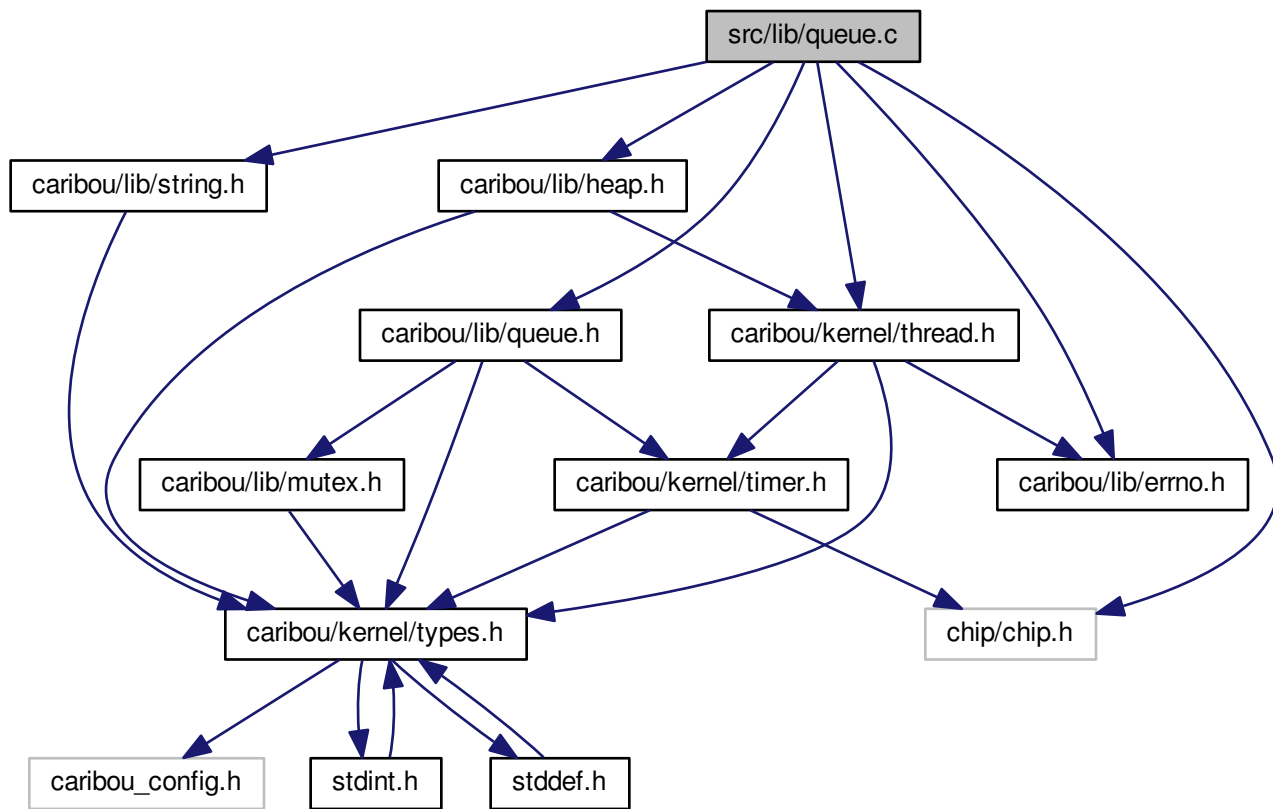 src/lib/queue.c
caribou/lib/string.h
caribou/lib/heap.h
caribou/lib/queue.h
caribou/kernel/thread.h
caribou/lib/mutex.h
caribou/kernel/timer.h
caribou/lib/errno.h
caribou/kernel/types.h
chip/chip.h
caribou_config.h
stdint.h
stddef.h